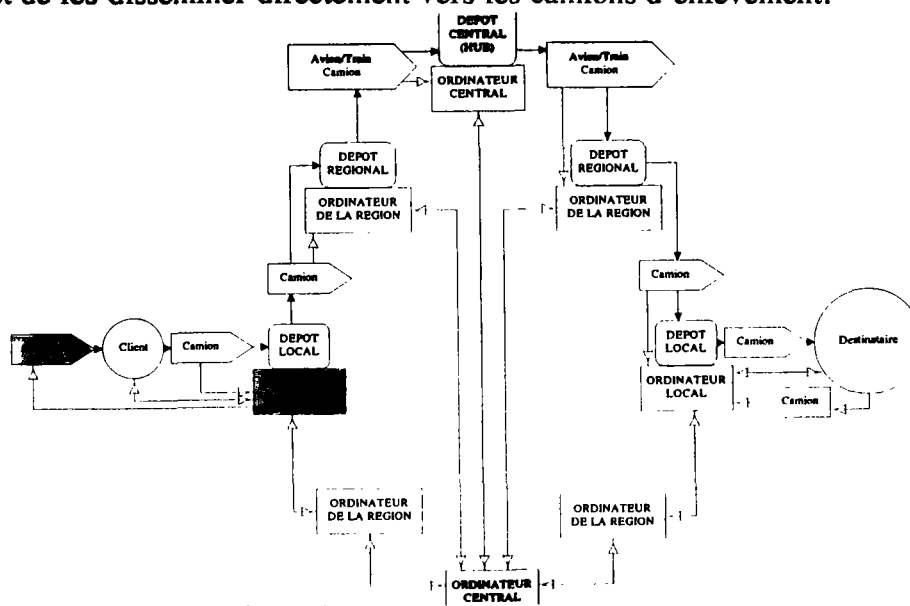 et de les disséminer directement vers les camions d'enlèvement.
DEPOT
CENTRAL
(HUB)
Avion/Train
Camion
ORDINATEUR
CENTRAL
Avion/Train
Camion
DEPOT
REGIONAL
ORDINATEUR
DE LA REGION
DEPOT
REGIONAL
ORDINATEUR
DE LA REGION
Camion
Camion
Client
Camion
DEPOT
LOCAL
DEPOT
LOCAL
Camion
Destinataire
ORDINATEUR
LOCAL
Camion
ORDINATEUR
DE LA REGION
ORDINATEUR
DE LA REGION
ORDINATEUR
CENTRAL